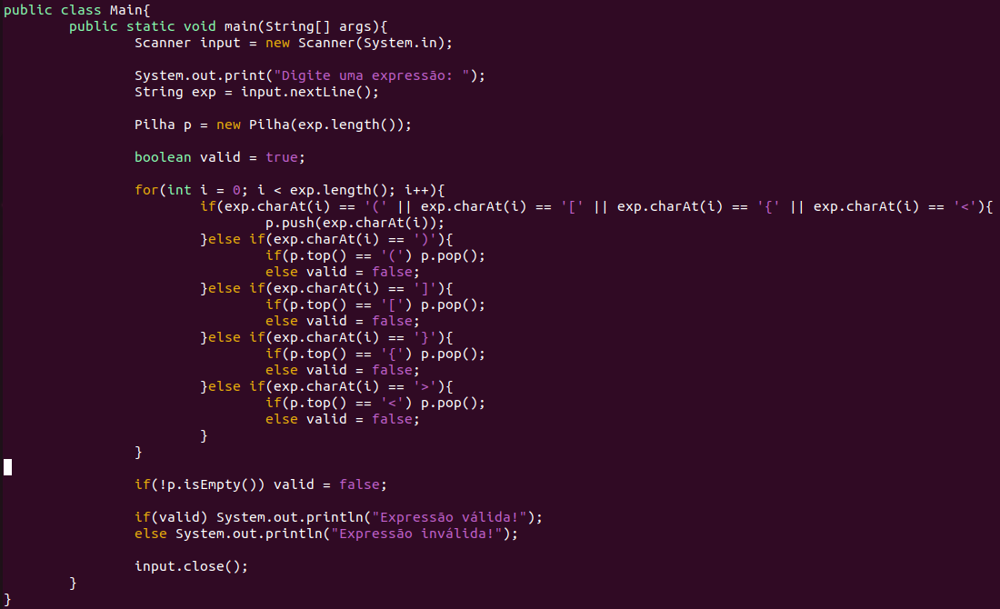 public class Main{
        public static void main(String[] args){
                Scanner input = new Scanner(System.in);
                System.out.print("Digite uma expressão: ");
                String exp = input.nextLine();
                Pilha p = new Pilha(exp.length());
                boolean valid = true;
                for(int i = 0; i < exp.length(); i++){
                        if(exp.charAt(i) == '(' || exp.charAt(i) == '[' || exp.charAt(i) == '{' || exp.charAt(i) == '<'){
                                p.push(exp.charAt(i));
                        }else if(exp.charAt(i) == ')'){
                                if(p.top() == '(') p.pop();
                                else valid = false;
                        }else if(exp.charAt(i) == ']'){
                                if(p.top() == '[') p.pop();
                                else valid = false;
                        }else if(exp.charAt(i) == '}'){
                                if(p.top() == '{') p.pop();
                                else valid = false;
                        }else if(exp.charAt(i) == '>'){
                                if(p.top() == '<') p.pop();
                                else valid = false;
                        }
                }
                if(!p.isEmpty()) valid = false;
                if(valid) System.out.println("Expressão válida!");
                else System.out.println("Expressão inválida!");
                input.close();
        }
}